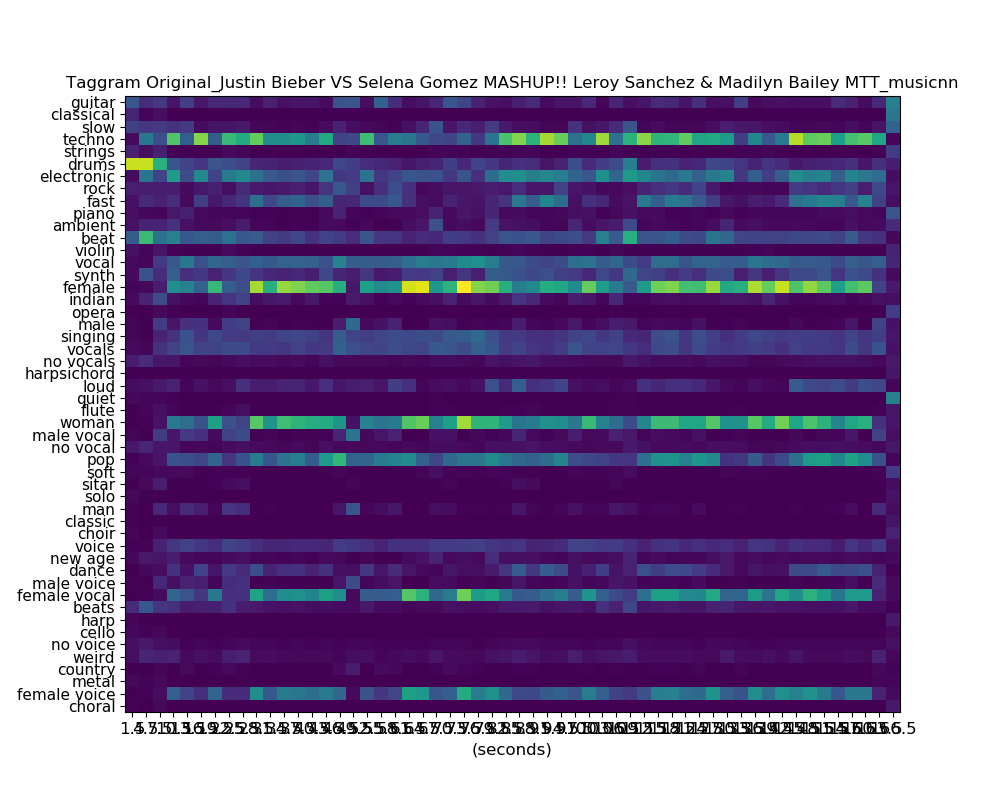 Taggram Original_Justin Bieber VS Selena Gomez MASHUP!! Leroy Sanchez & Madilyn Bailey MTT_musicnn
guitar
classical
slow
techno
strings
drums
electronic
rock
fast
piano
ambient
beat
violin
vocal
synth
female
indian
opera
male
singing
vocals
no vocals
harpsichord
loud
quiet
flute
woman
male vocal
no vocal
pop
soft
sitar
solo
man
classic
choir
voice
new age
dance
male voice
female vocal
beats
harp
cello
no voice
weird
country
metal
female voice
choral
(seconds)